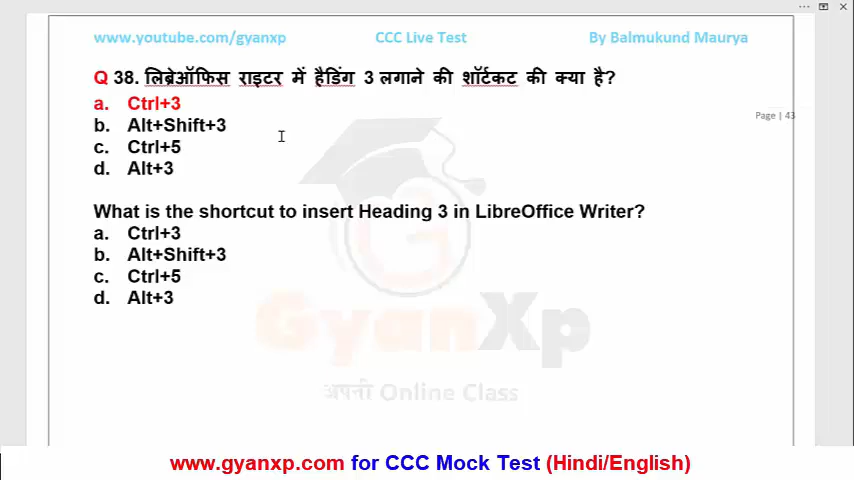 www.youtube.com/gyanxp CCC Live Test By Balmukund Maurya
Q 38. लिब्रेऑफिस राइटर में हैडिंग 3 लगाने की शॉर्टकट की क्या है?
a. Ctrl+3
b. Alt+Shift+3
c. Ctrl+5
d. Alt+3
Page | 43
What is the shortcut to insert Heading 3 in LibreOffice Writer?
a. Ctrl+3
b. Alt+Shift+3
c. Ctrl+5
d. Alt+3
GyanXp
अपनी Online Class
www.gyanxp.com for CCC Mock Test (Hindi/English)